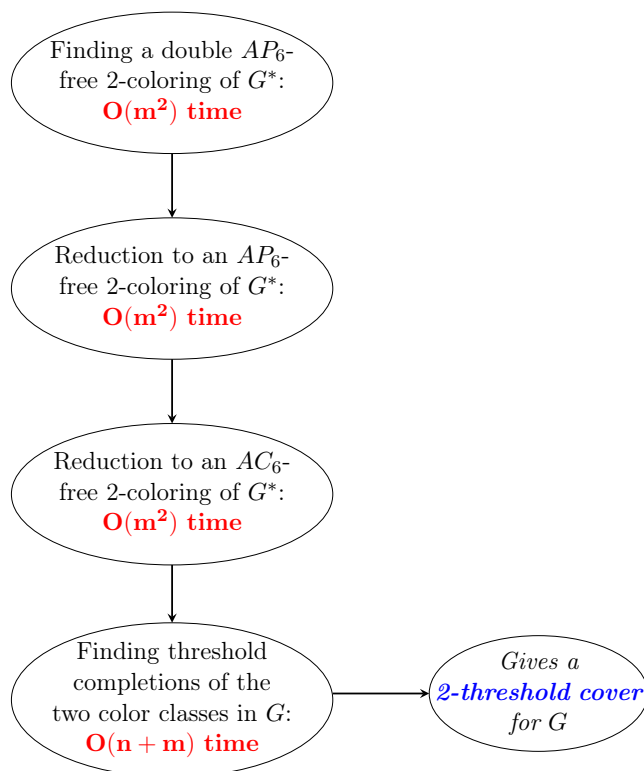 Finding a double AP₆-
free 2-coloring of G*:
O(m²) time
Reduction to an AP₆-
free 2-coloring of G*:
O(m²) time
Reduction to an AC₆-
free 2-coloring of G*:
O(m²) time
Finding threshold
completions of the
two color classes in G:
O(n + m) time
Gives a
2-threshold cover
for G